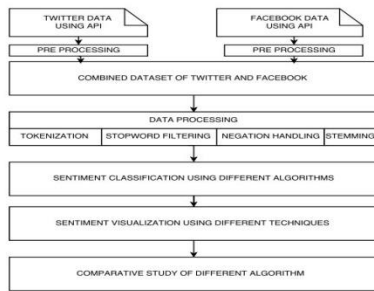 TWITTER DATA
USING API
FACEBOOK DATA
USING API
PRE PROCESSING
PRE PROCESSING
COMBINED DATASET OF TWITTER AND FACEBOOK
DATA PROCESSING
TOKENIZATION
STOPWORD FILTERING
NEGATION HANDLING
STEMMING
SENTIMENT CLASSIFICATION USING DIFFERENT ALGORITHMS
SENTIMENT VISUALIZATION USING DIFFERENT TECHNIQUES
COMPARATIVE STUDY OF DIFFERENT ALGORITHM